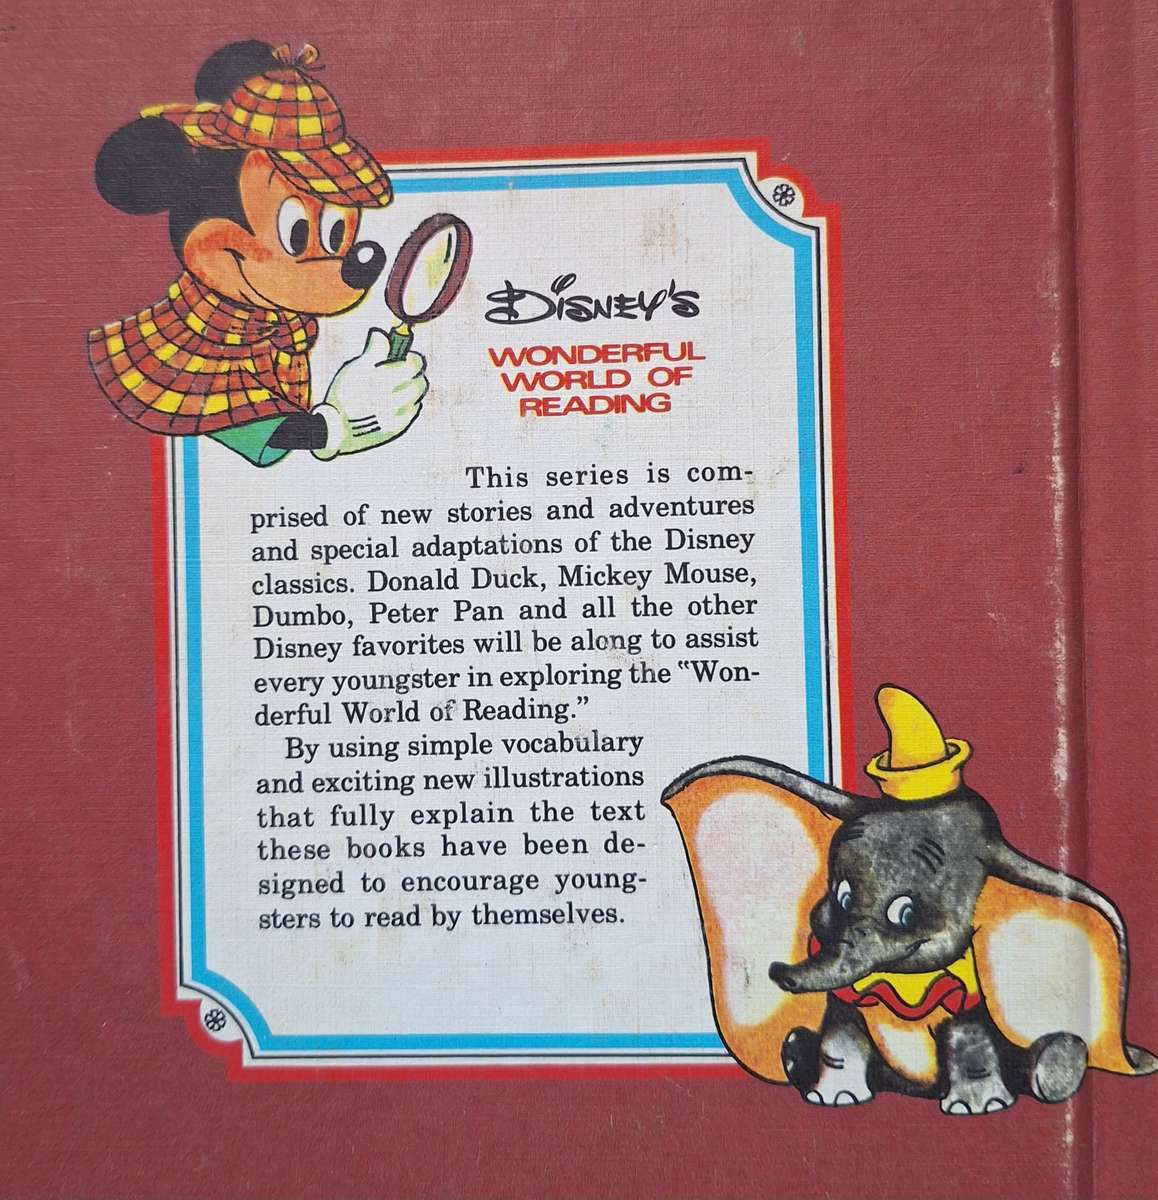 DISNEY'S
WONDERFUL
WORLD OF
READING
This series is com-
prised of new stories and adventures
and special adaptations of the Disney
classics. Donald Duck, Mickey Mouse,
Dumbo, Peter Pan and all the other
Disney favorites will be along to assist
every youngster in exploring the "Won-
derful World of Reading."
By using simple vocabulary
and exciting new illustrations
that fully explain the text
these books have been de-
signed to encourage young-
sters to read by themselves.